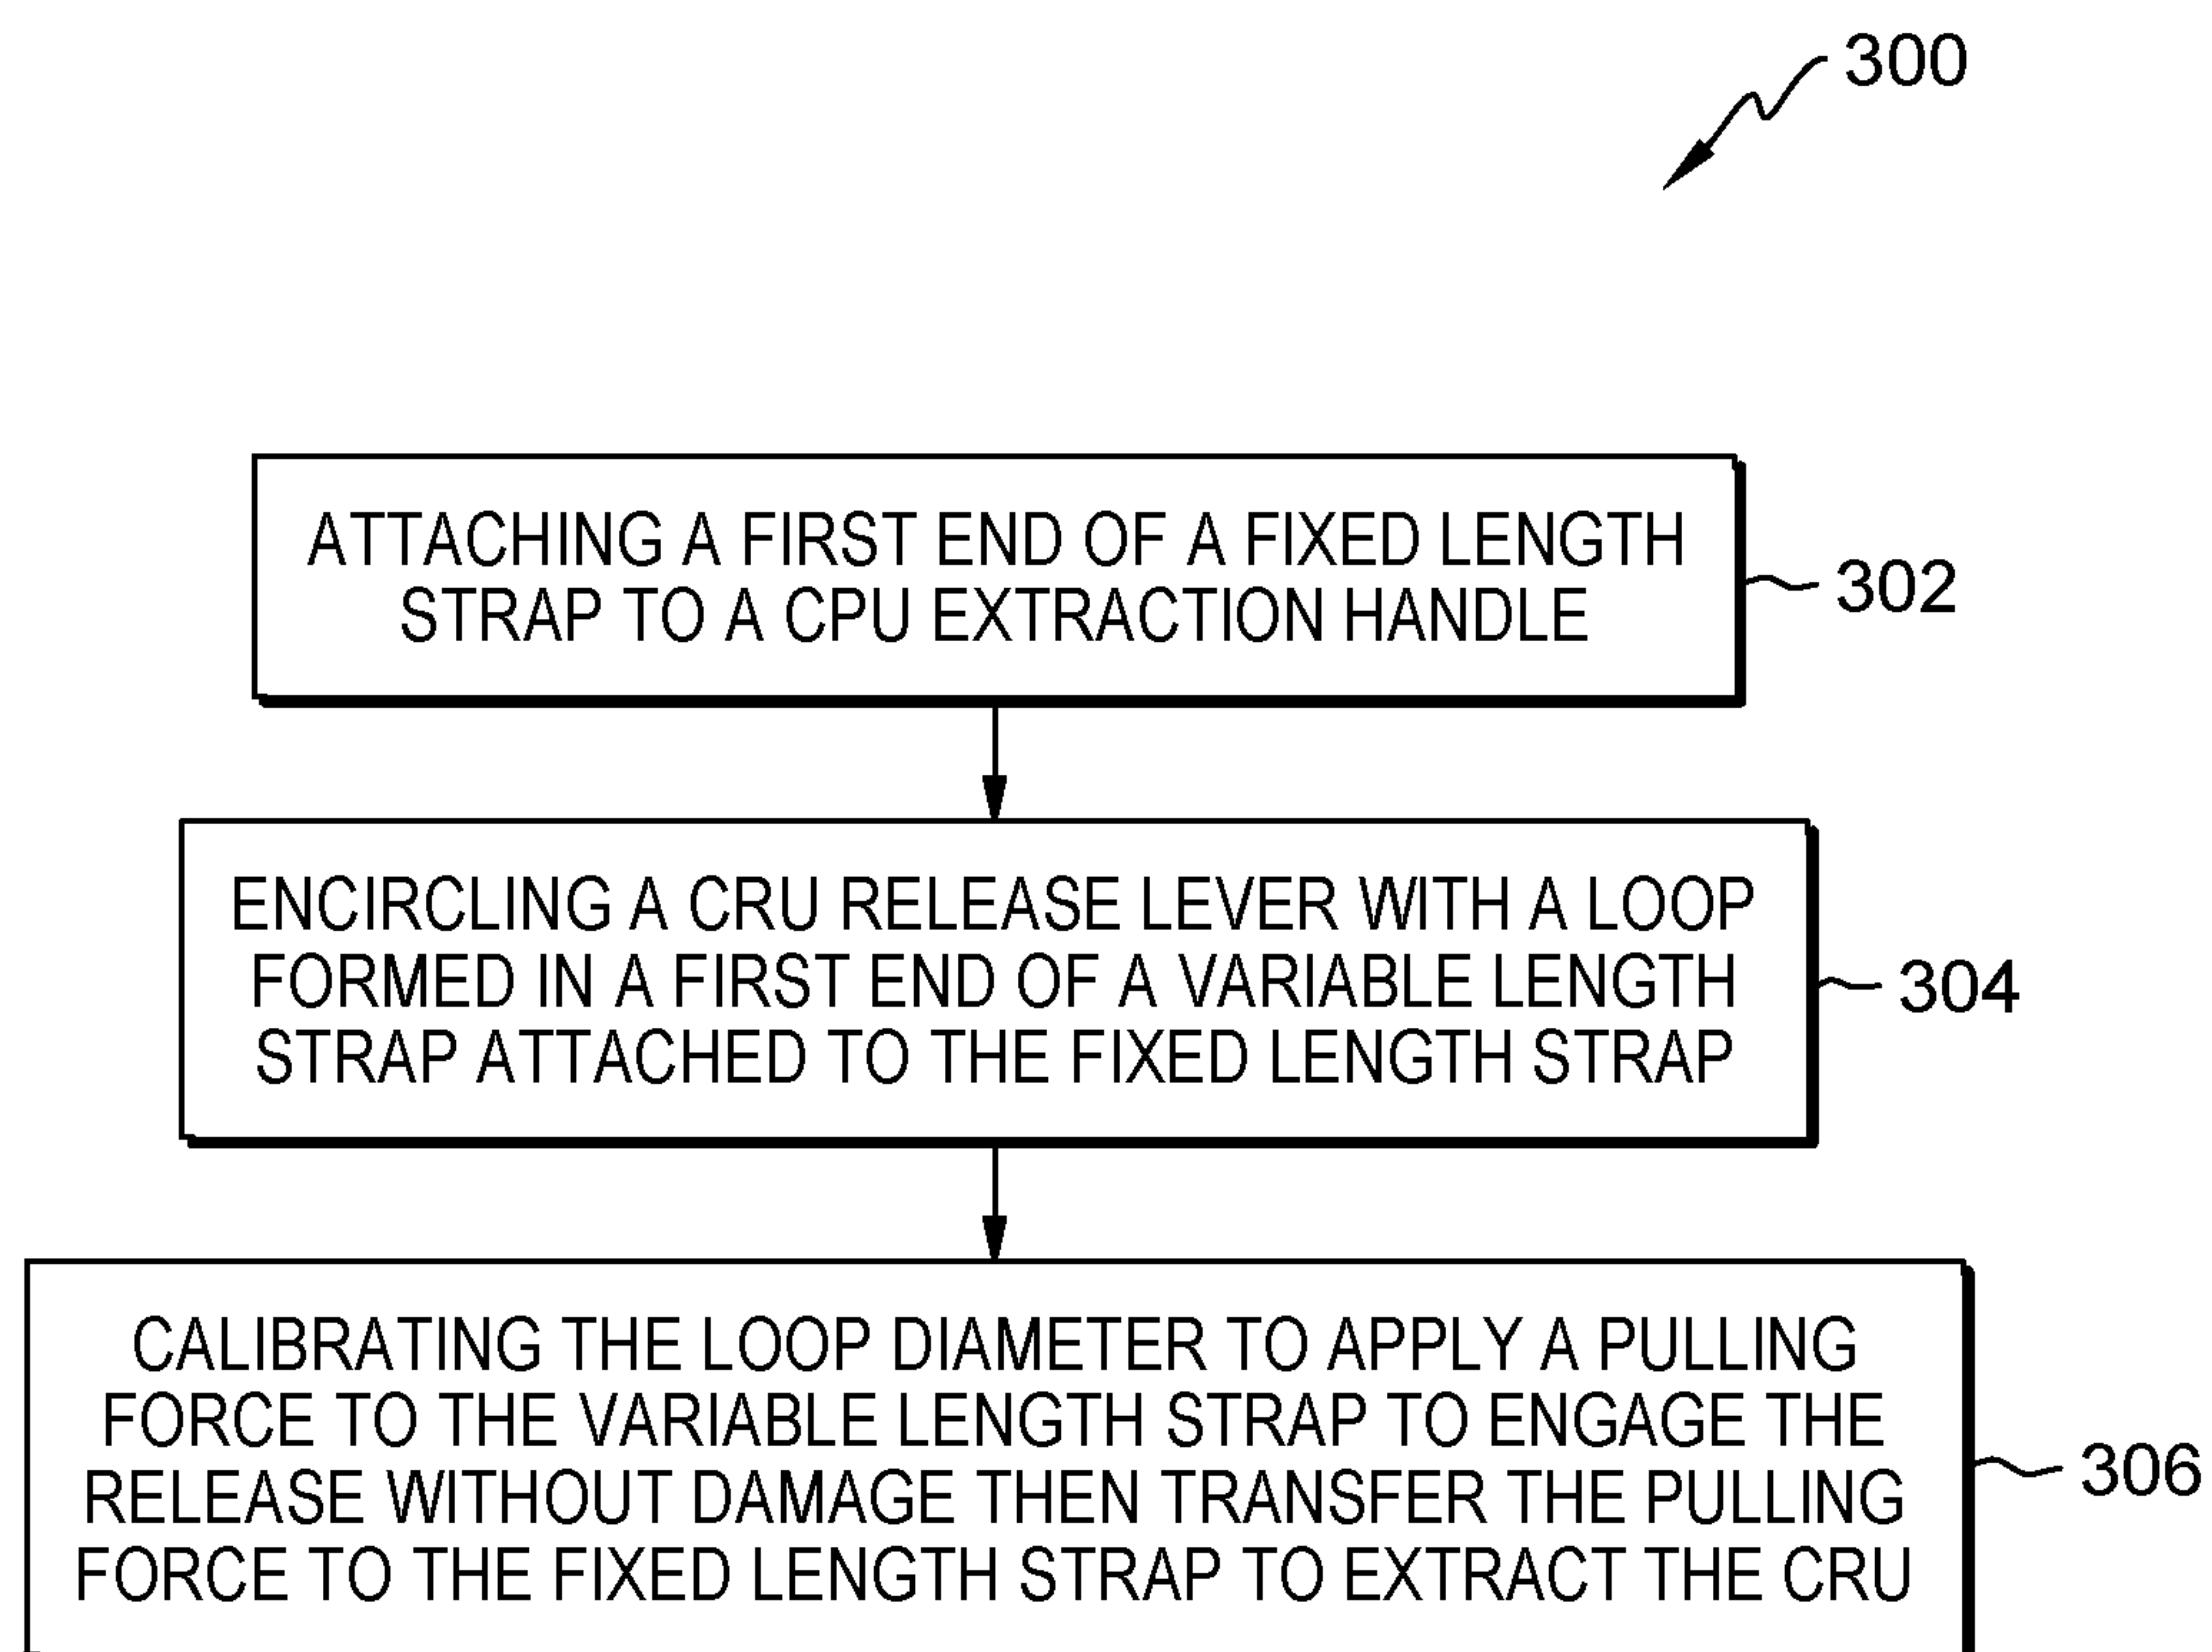 300
ATTACHING A FIRST END OF A FIXED LENGTH
STRAP TO A CPU EXTRACTION HANDLE
302
ENCIRCLING A CRU RELEASE LEVER WITH A LOOP
FORMED IN A FIRST END OF A VARIABLE LENGTH
STRAP ATTACHED TO THE FIXED LENGTH STRAP
304
CALIBRATING THE LOOP DIAMETER TO APPLY A PULLING
FORCE TO THE VARIABLE LENGTH STRAP TO ENGAGE THE
RELEASE WITHOUT DAMAGE THEN TRANSFER THE PULLING
FORCE TO THE FIXED LENGTH STRAP TO EXTRACT THE CRU
306